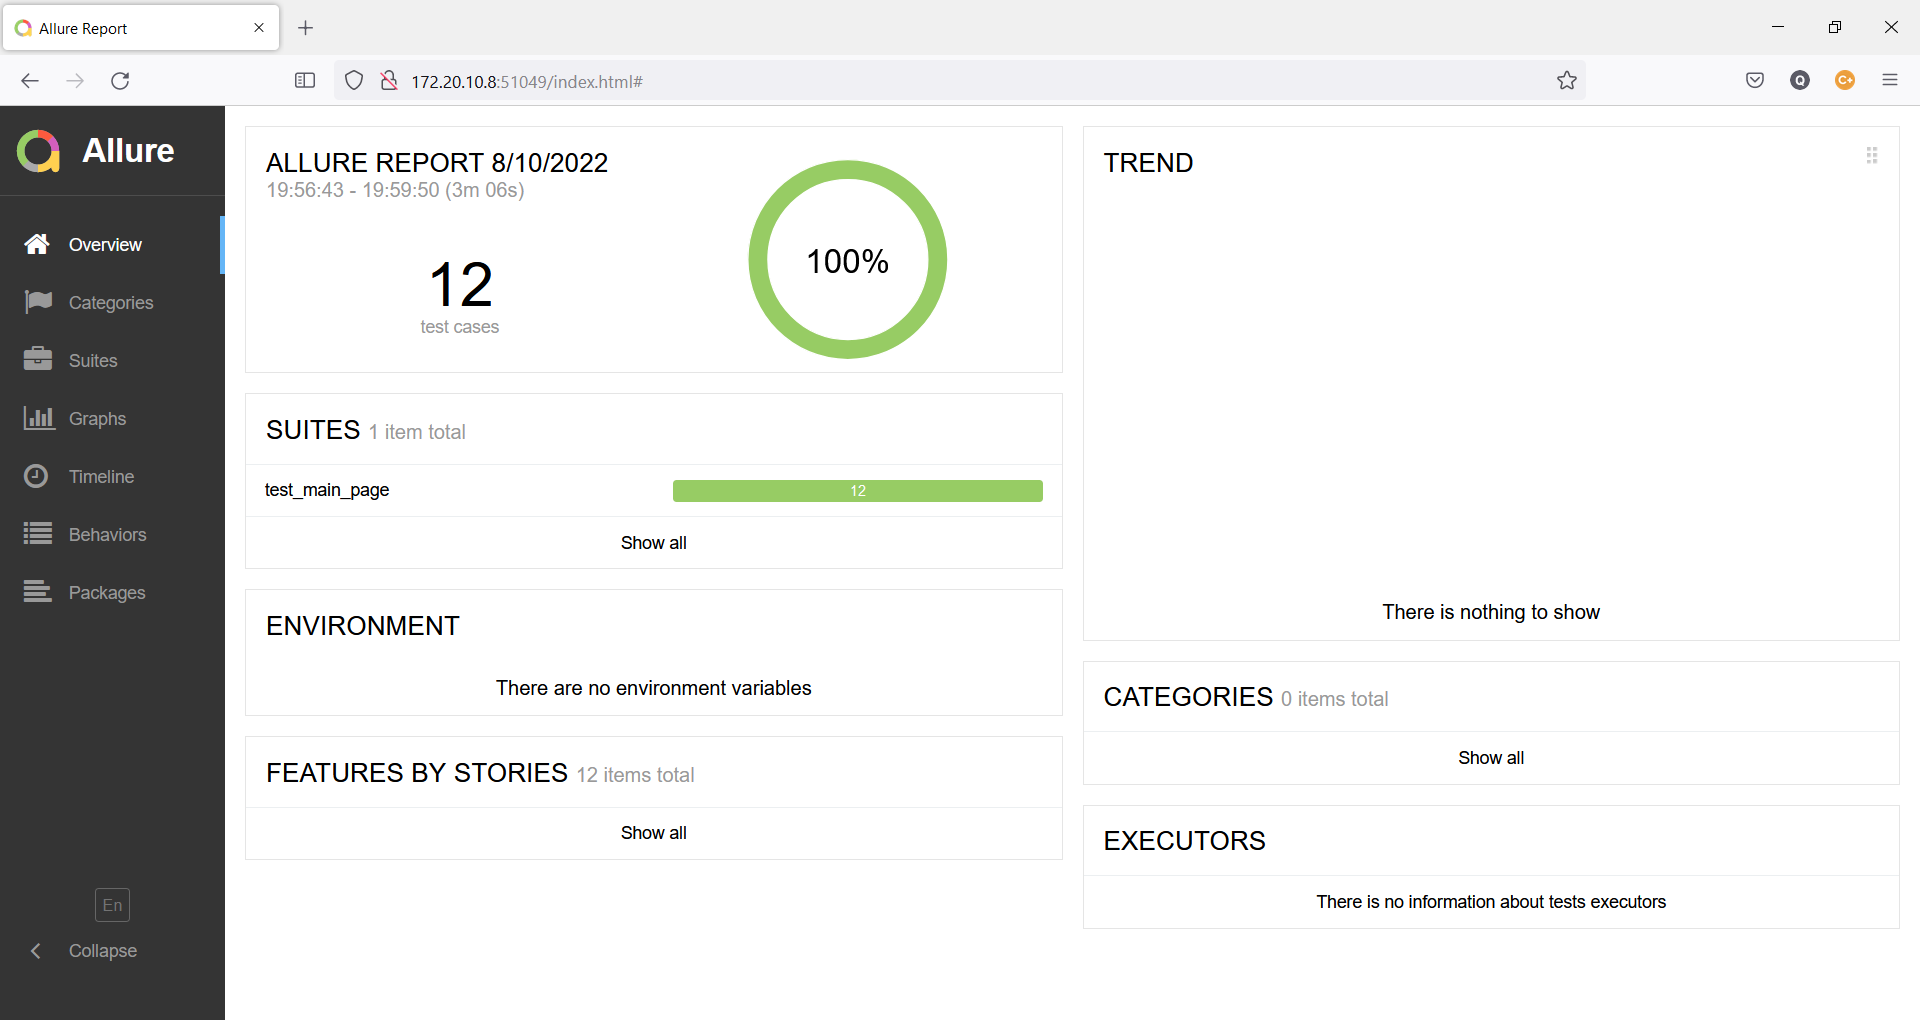 Allure Report
172.20.10.8:51049/index.html#
Q
C+
Allure
Overview
Categories
Suites
Graphs
Timeline
Behaviors
Packages
En
Collapse
ALLURE REPORT 8/10/2022
19:56:43 - 19:59:50 (3m 06s)
12
test cases
100%
SUITES 1 item total
test_main_page 12
Show all
ENVIRONMENT
There are no environment variables
FEATURES BY STORIES 12 items total
Show all
TREND
There is nothing to show
CATEGORIES 0 items total
Show all
EXECUTORS
There is no information about tests executors